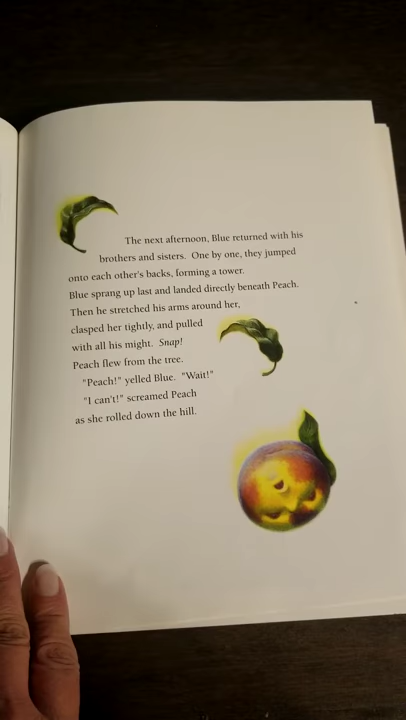 The next afternoon, Blue returned with his
brothers and sisters. One by one, they jumped
onto each other's backs, forming a tower.
Blue sprang up last and landed directly beneath Peach.
Then he stretched his arms around her,
clasped her tightly, and pulled
with all his might. Snap!
Peach flew from the tree.
"Peach!" yelled Blue. "Wait!"
"I can't!" screamed Peach
as she rolled down the hill.